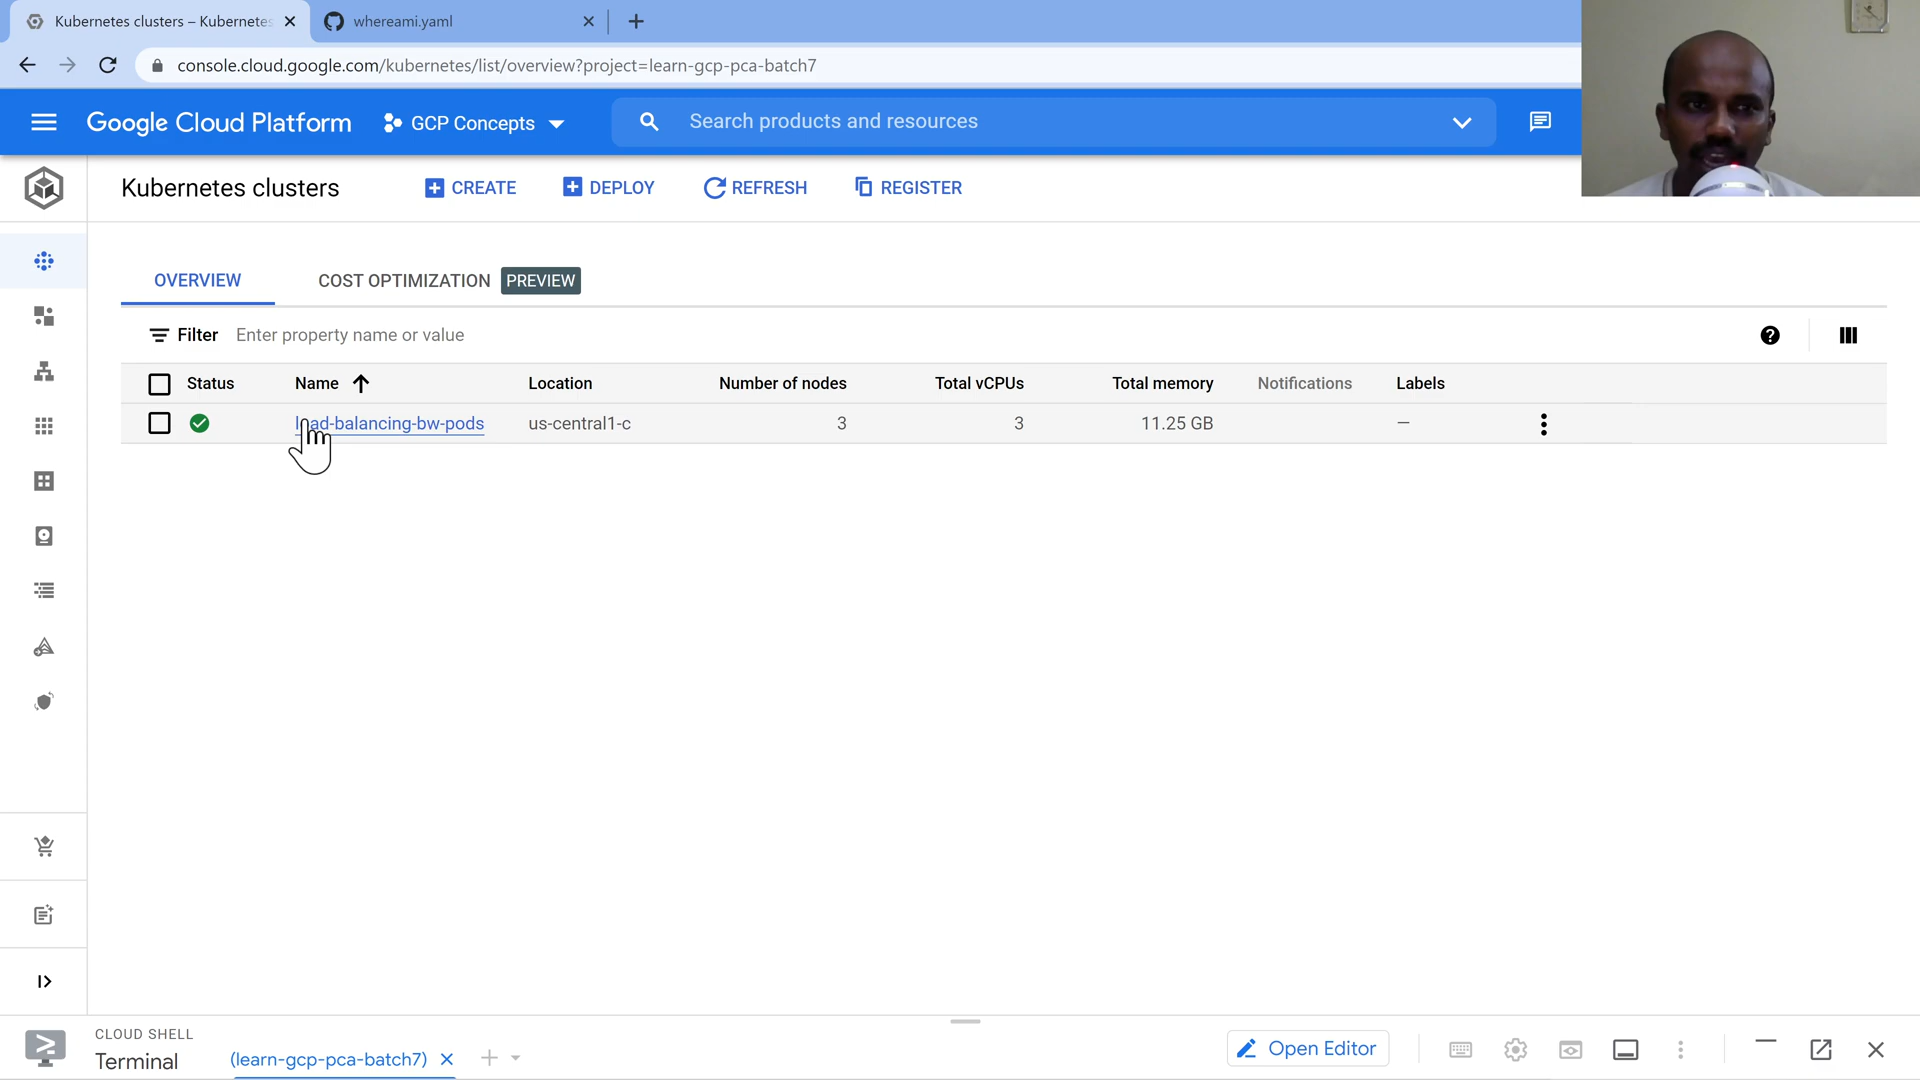 Kubernetes clusters – Kubernetes
whereami.yaml
console.cloud.google.com/kubernetes/list/overview?project=learn-gcp-pca-batch7
Google Cloud Platform
GCP Concepts
Search products and resources
Kubernetes clusters
CREATE
DEPLOY
REFRESH
REGISTER
OVERVIEW
COST OPTIMIZATION PREVIEW
Filter Enter property name or value
Status Name Location Number of nodes Total vCPUs Total memory Notifications Labels
load-balancing-bw-pods us-central1-c 3 3 11.25 GB —
CLOUD SHELL
Terminal
(learn-gcp-pca-batch7)
Open Editor